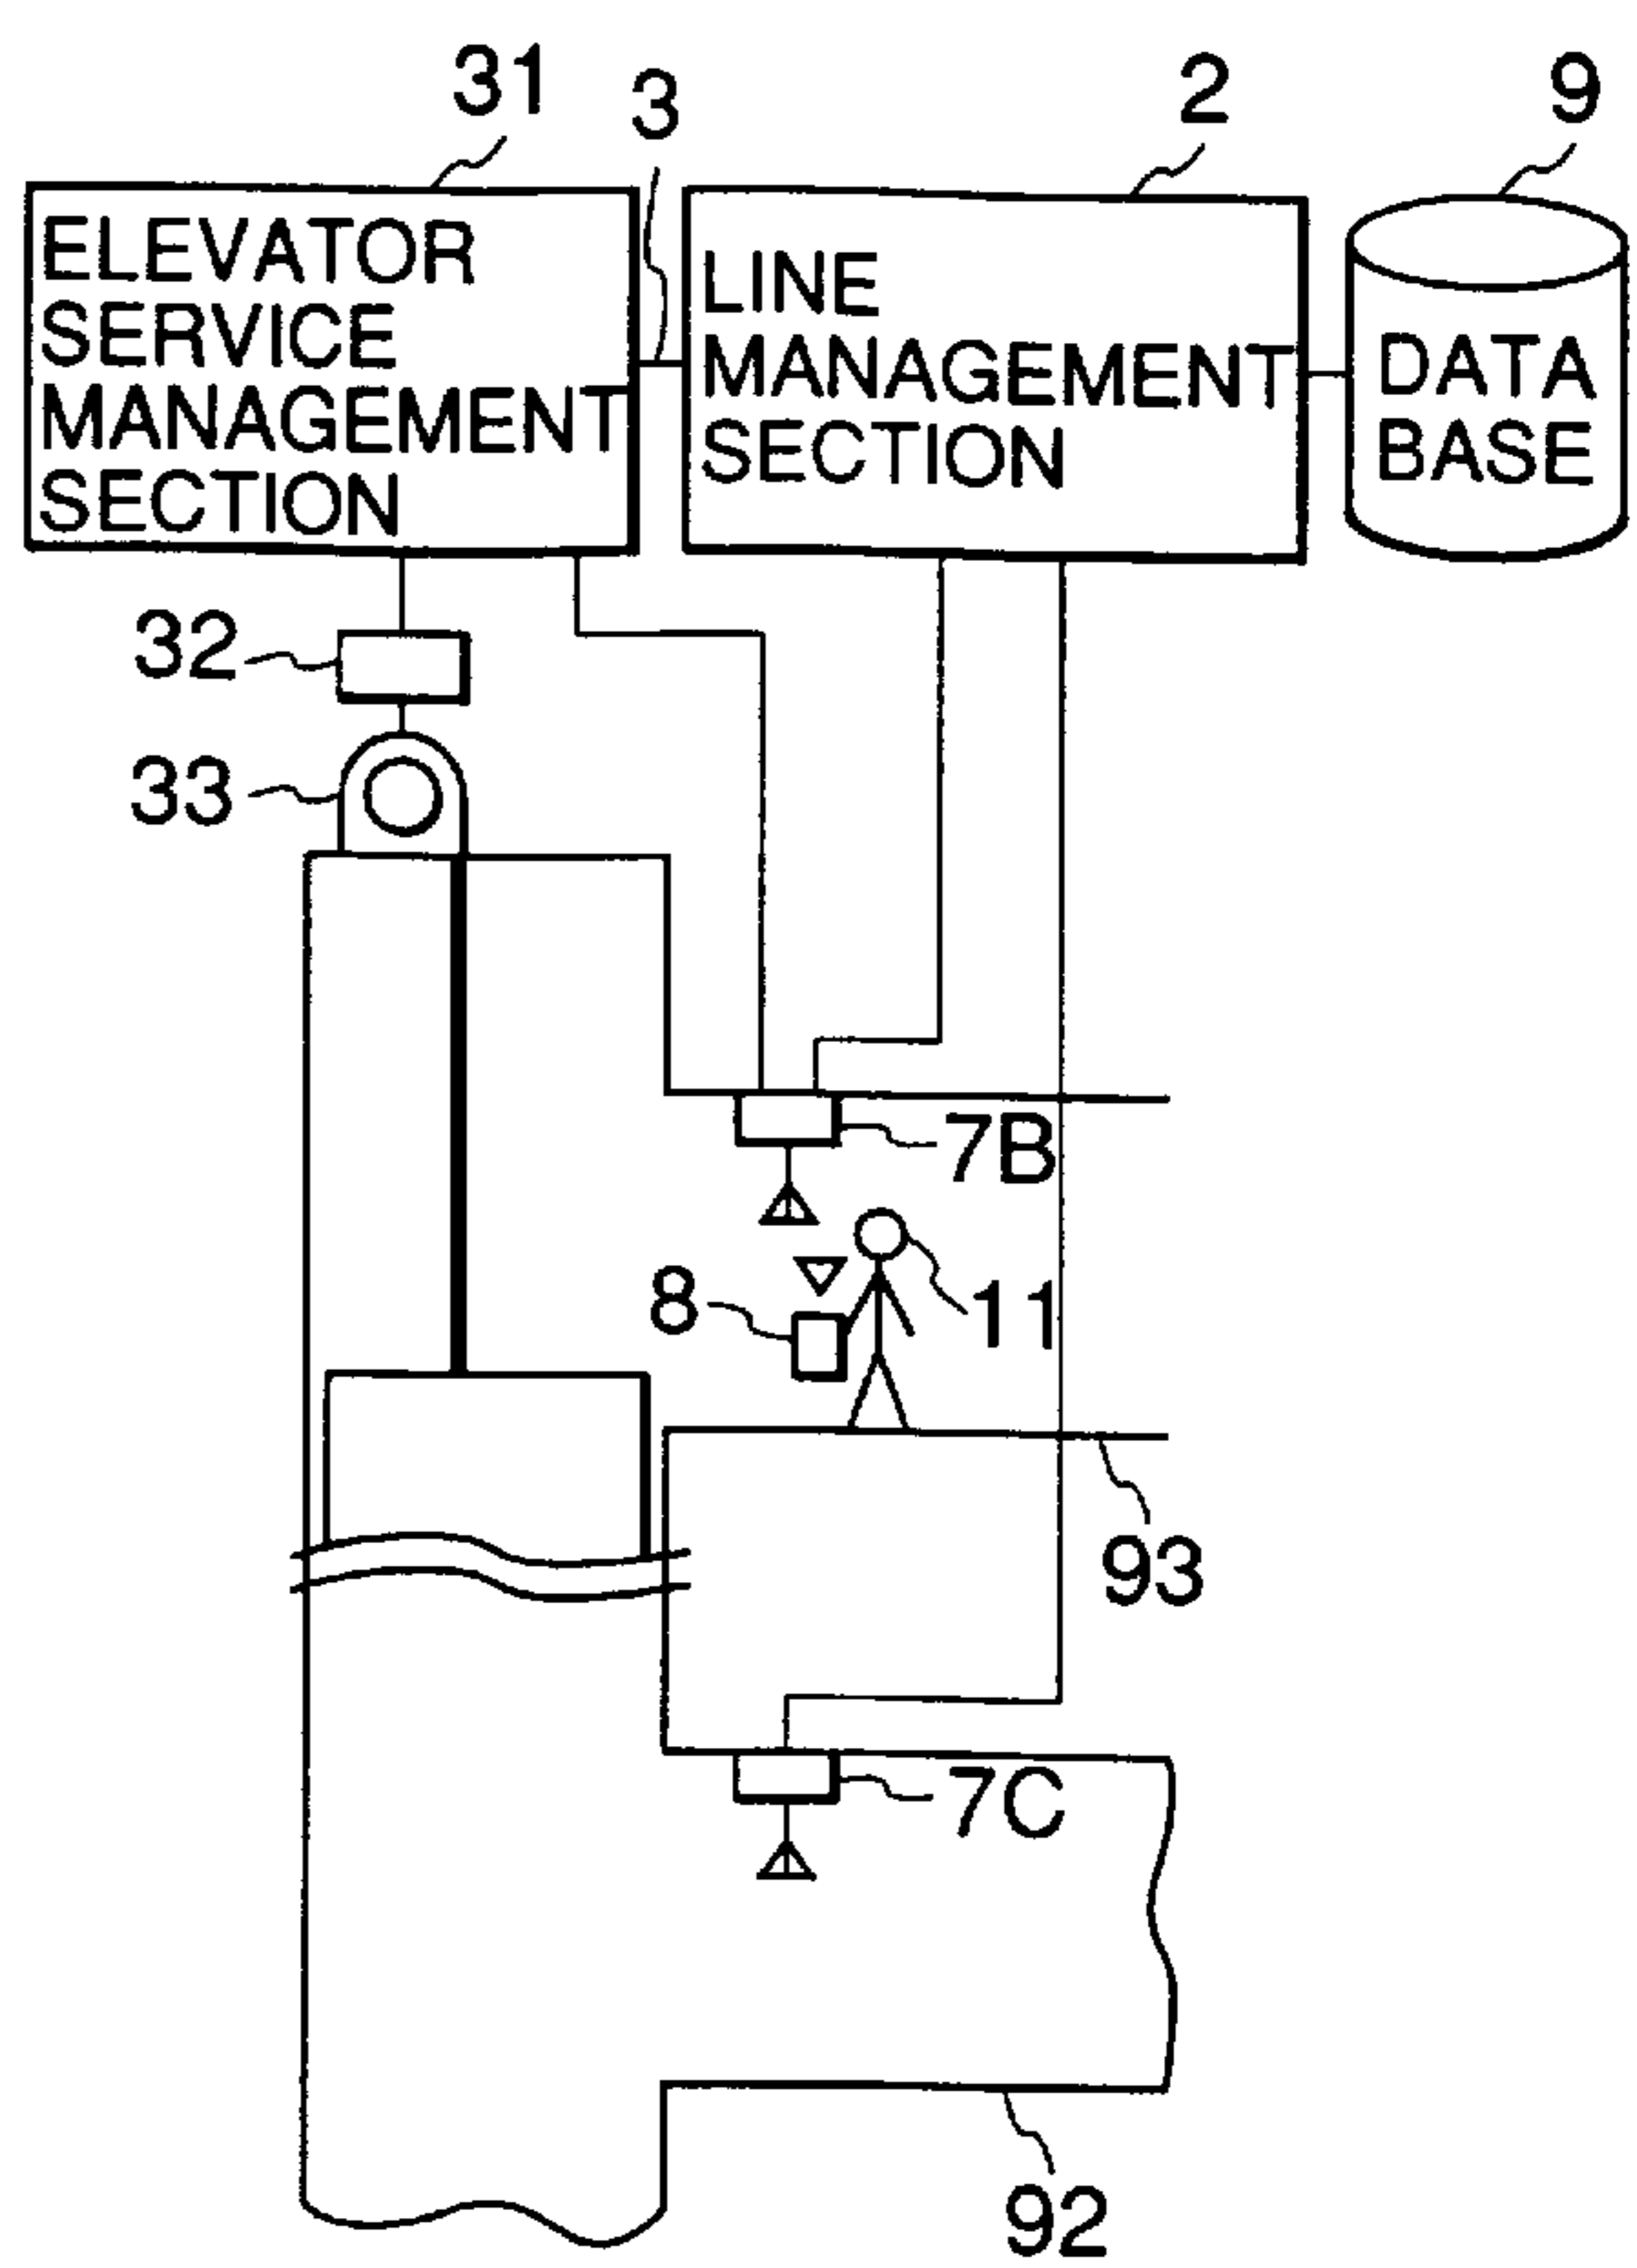 31
3
2
9
ELEVATOR
SERVICE
MANAGEMENT
SECTION
LINE
MANAGEMENT
SECTION
DATA
BASE
32
33
7B
8
11
93
7C
92